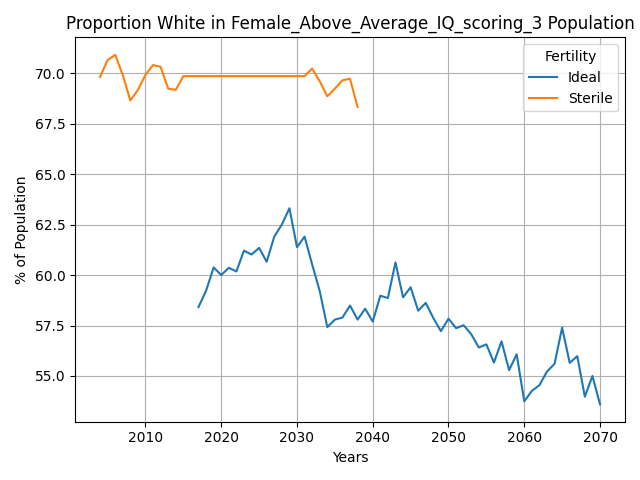 Proportion White in Female_Above_Average_IQ_scoring_3 Population
Fertility
Ideal
Sterile
% of Population
70.0
67.5
65.0
62.5
60.0
57.5
55.0
2010 2020 2030 2040 2050 2060 2070
Years